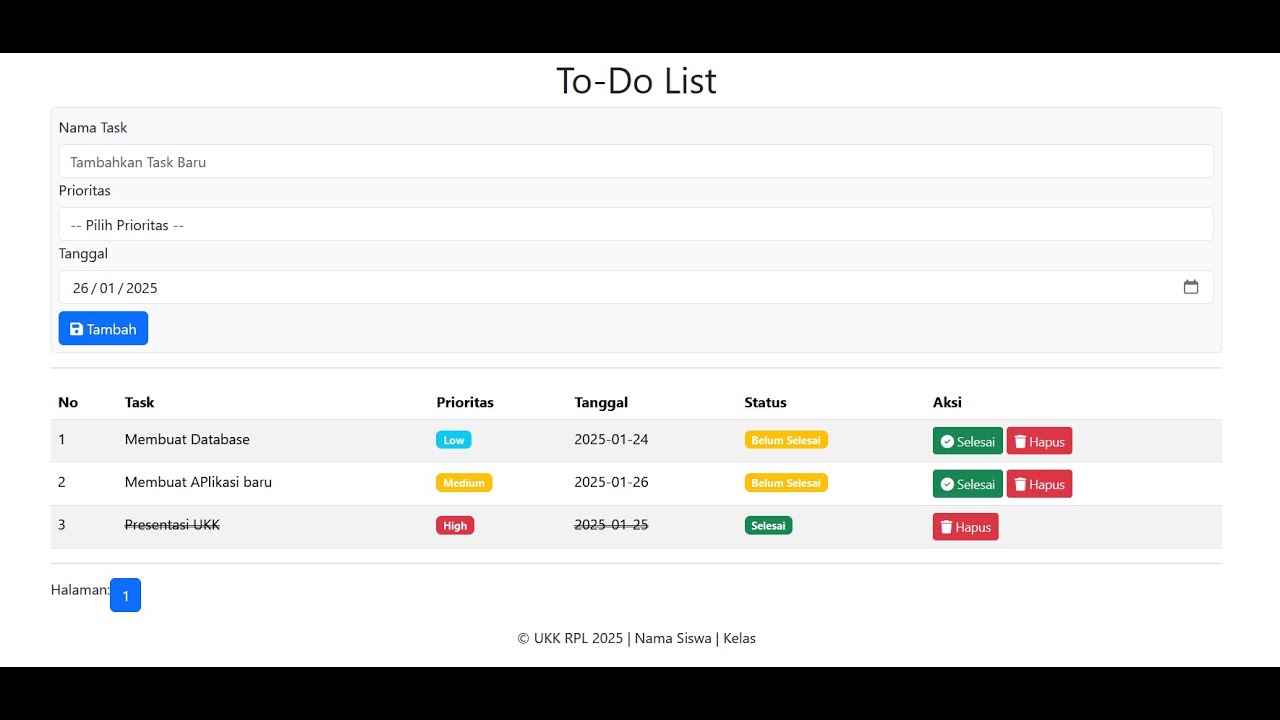 To-Do List
Nama Task
Tambahkan Task Baru
Prioritas
-- Pilih Prioritas --
Tanggal
26/01/2025
Tambah
No Task Prioritas Tanggal Status Aksi
1 Membuat Database Low 2025-01-24 Belum Selesai Selesai Hapus
2 Membuat APlikasi baru Medium 2025-01-26 Belum Selesai Selesai Hapus
3 Presentasi UKK High 2025-01-25 Selesai Hapus
Halaman: 1
© UKK RPL 2025 | Nama Siswa | Kelas